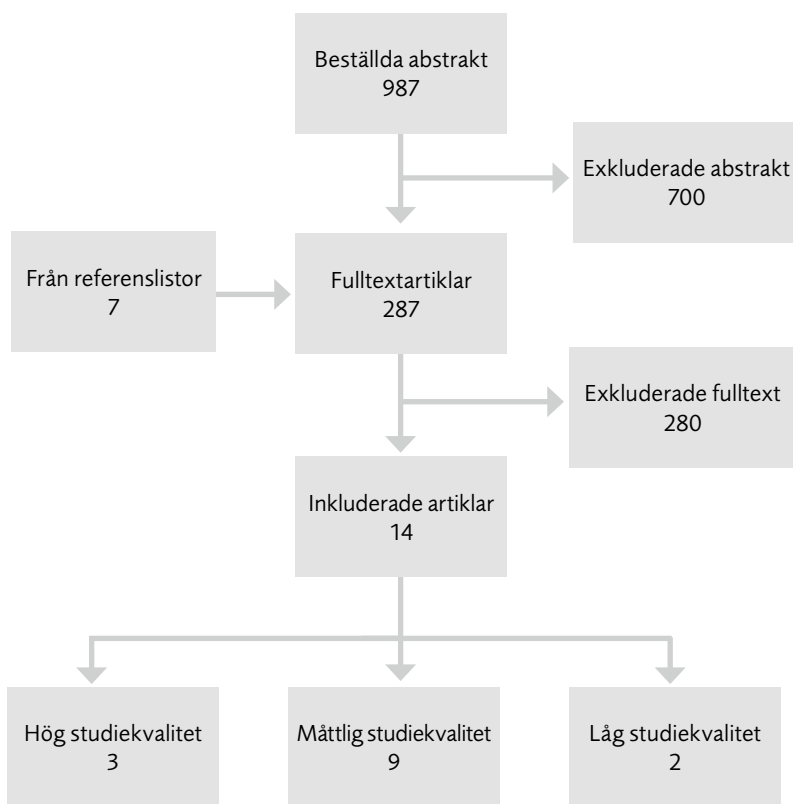 Beställda abstrakt
987
Exkluderade abstrakt
700
Från referenslistor
7
Fulltextartiklar
287
Exkluderade fulltext
280
Inkluderade artiklar
14
Hög studiekvalitet
3
Måttlig studiekvalitet
9
Låg studiekvalitet
2